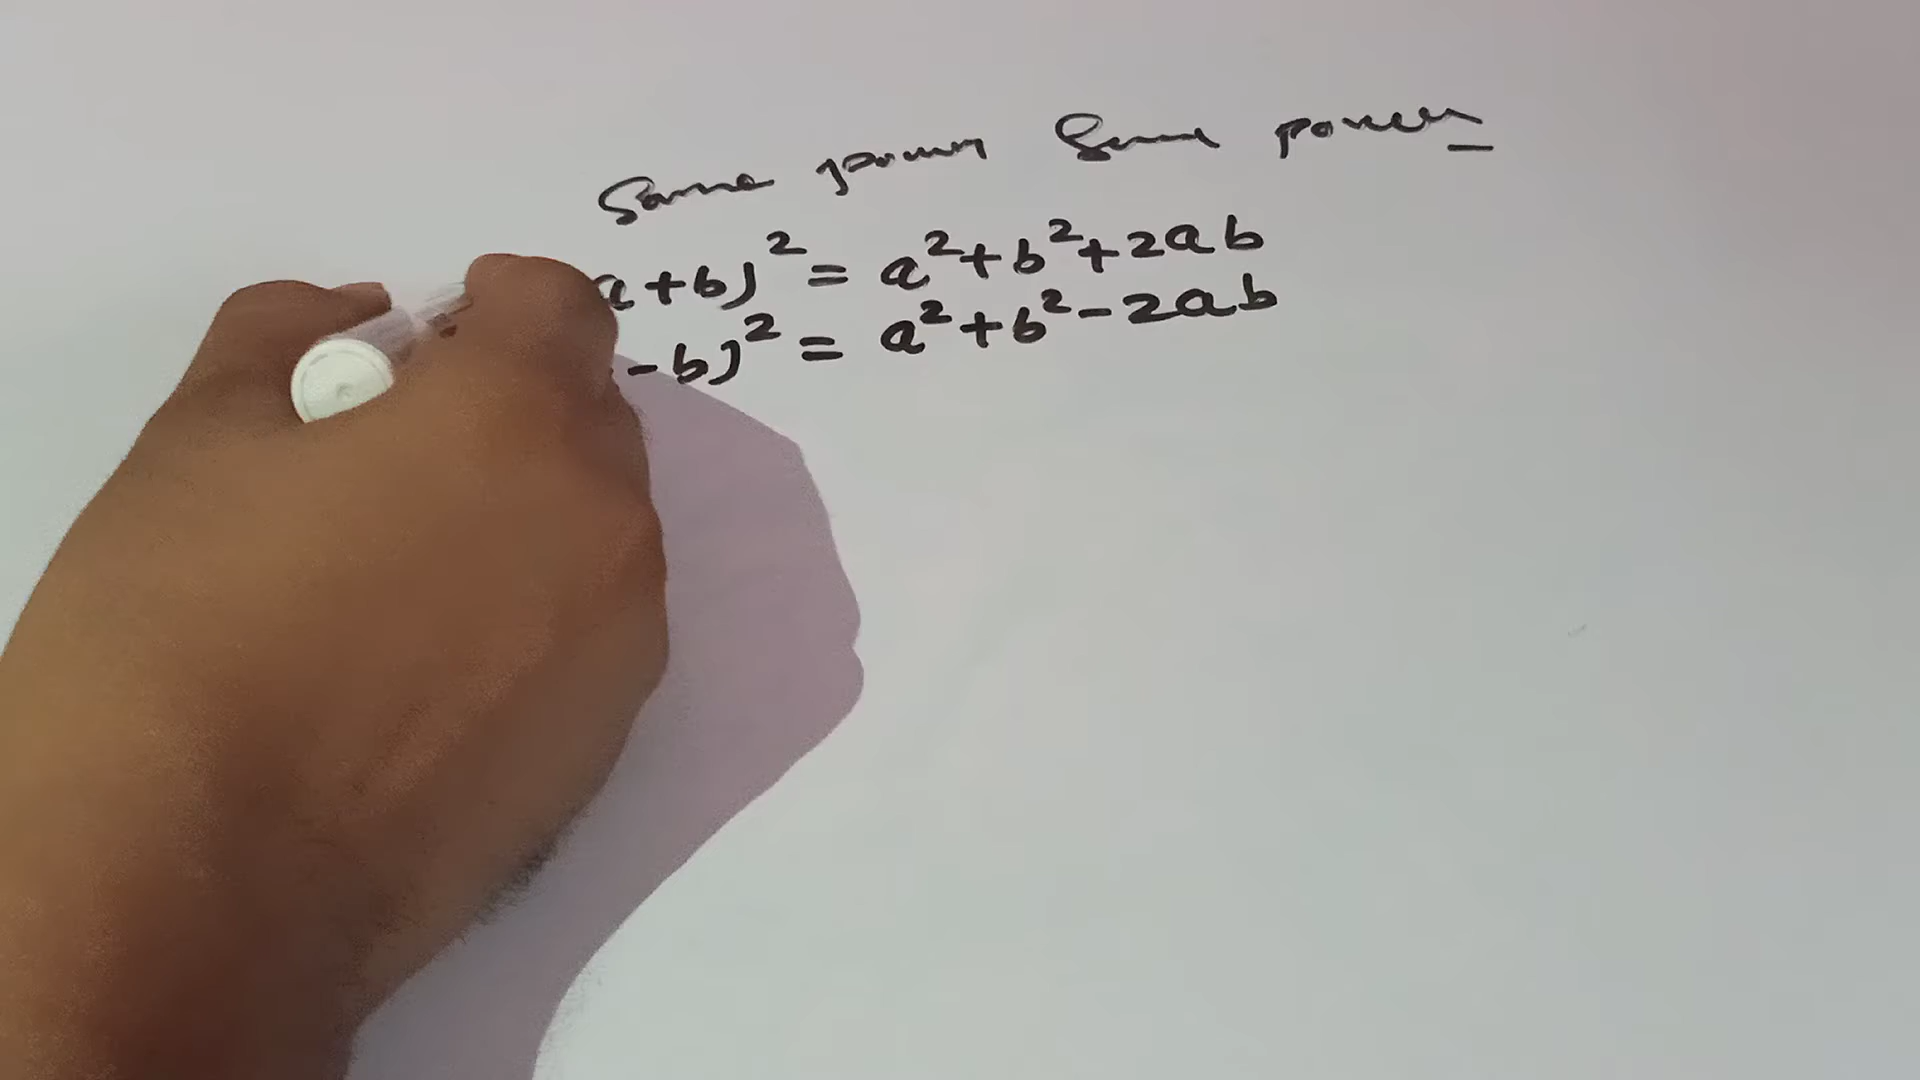 Same power Same power
a+b)² = a²+b²+2ab
-b)² = a²+b²-2ab